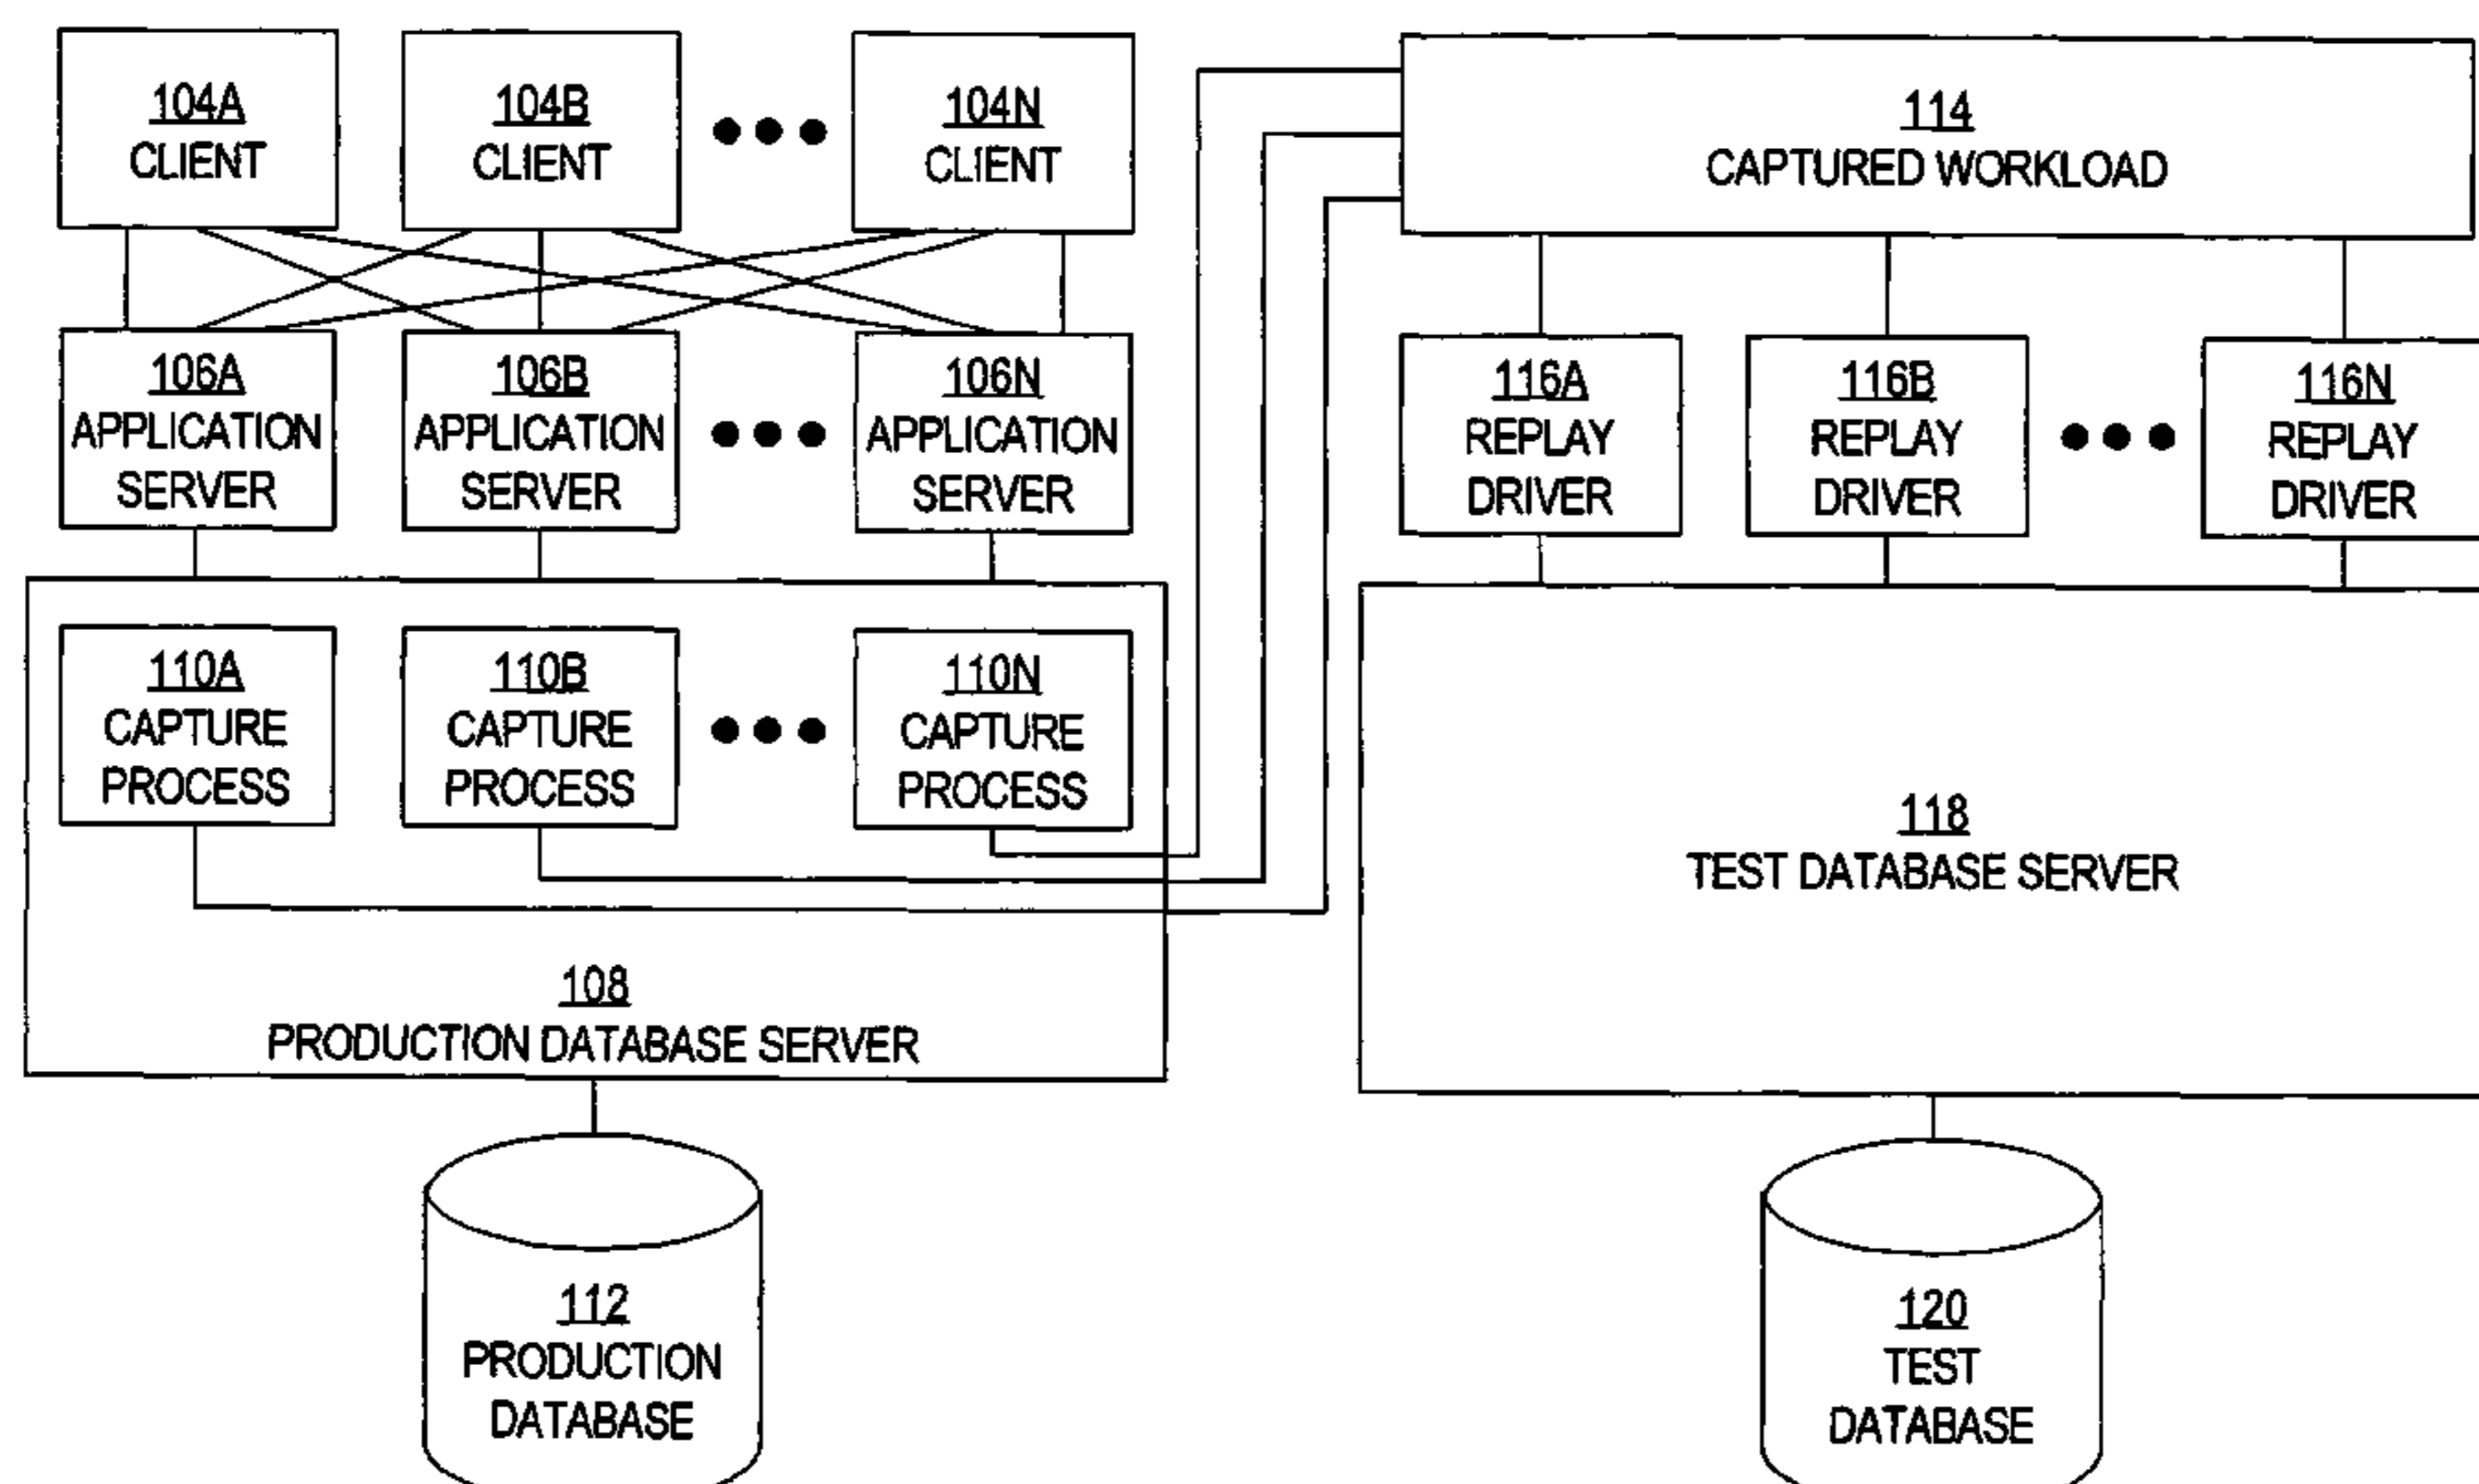 104A
CLIENT
104B
CLIENT
104N
CLIENT
114
CAPTURED WORKLOAD
106A
APPLICATION
SERVER
106B
APPLICATION
SERVER
106N
APPLICATION
SERVER
116A
REPLAY
DRIVER
116B
REPLAY
DRIVER
116N
REPLAY
DRIVER
110A
CAPTURE
PROCESS
110B
CAPTURE
PROCESS
110N
CAPTURE
PROCESS
118
TEST DATABASE SERVER
108
PRODUCTION DATABASE SERVER
112
PRODUCTION
DATABASE
120
TEST
DATABASE